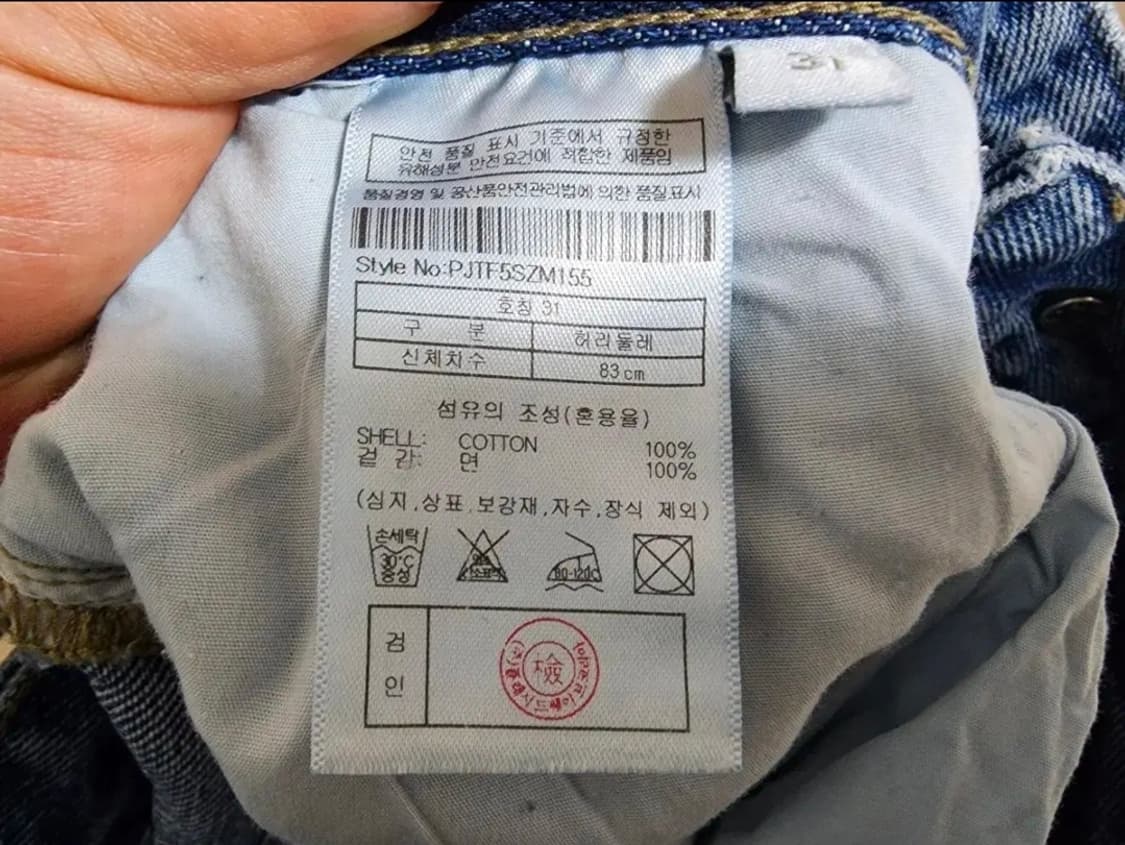 31
안전 품질 표시 기준에서 규정한
유해성분 안전요건에 적합한 제품임
품질경영 및 공산품안전관리법에 의한 품질표시
Style No:PJTF5SZM155
호칭 31
구 분 허리둘레
신체치수 83cm
섬유의 조성(혼용율)
SHELL: COTTON 100%
겉 감: 면 100%
(심지,상표,보강재,자수,장식 제외)
손세탁
30°C
중성
80-120C
검
인
檢